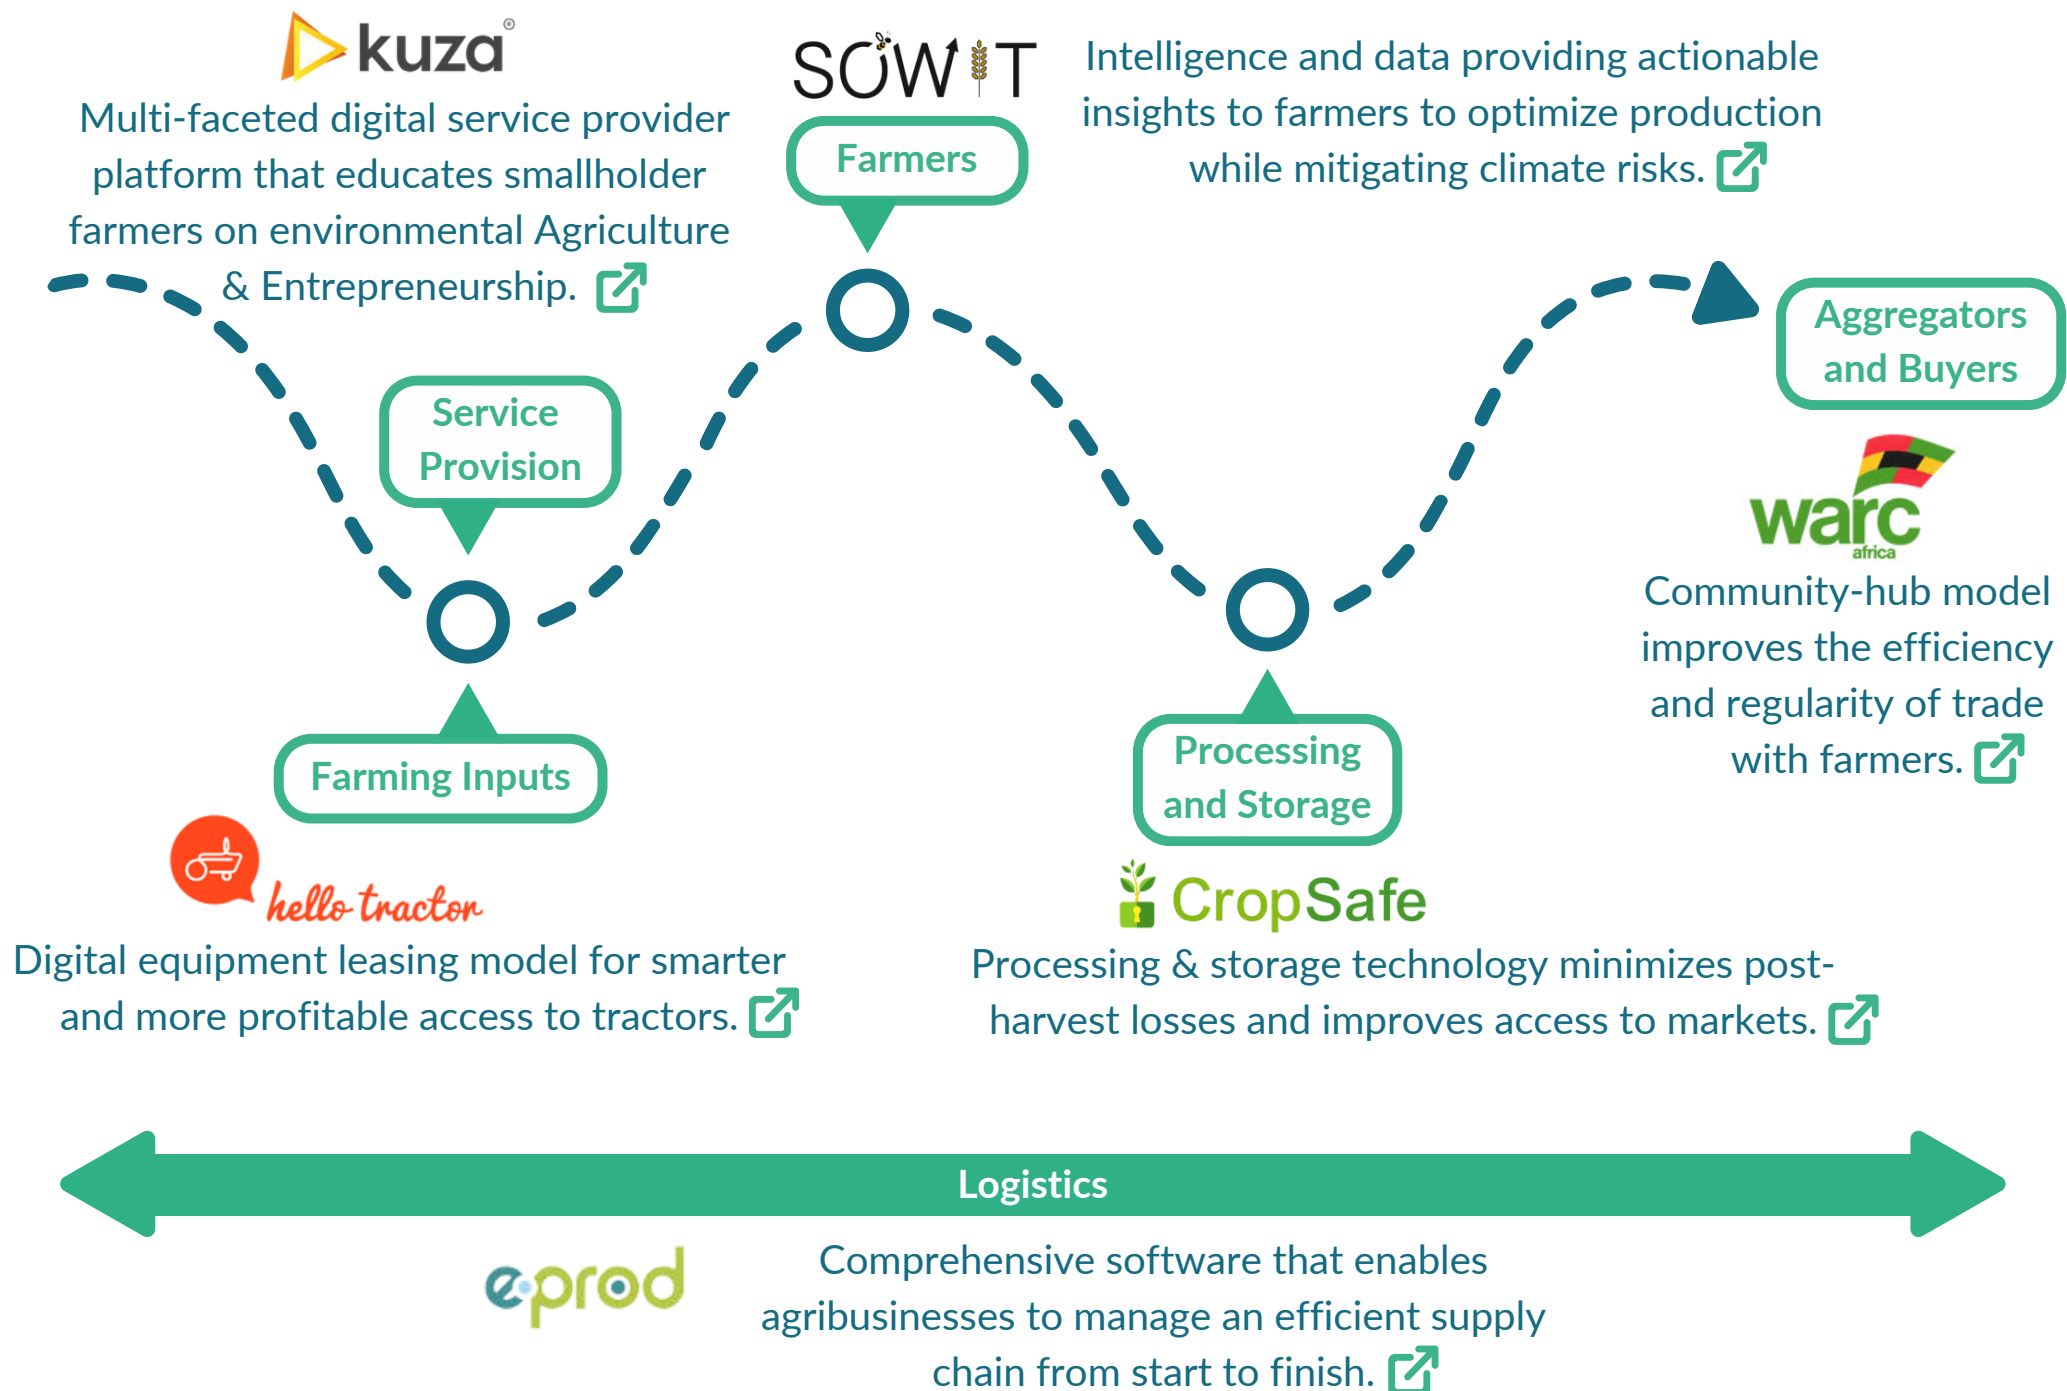 kuza®
Multi-faceted digital service provider
platform that educates smallholder
farmers on environmental Agriculture
& Entrepreneurship.
SOWIT
Farmers
Intelligence and data providing actionable
insights to farmers to optimize production
while mitigating climate risks.
Service
Provision
Farming Inputs
hello tractor
Digital equipment leasing model for smarter
and more profitable access to tractors.
Processing
and Storage
CropSafe
Processing & storage technology minimizes post-
harvest losses and improves access to markets.
Aggregators
and Buyers
warc
africa
Community-hub model
improves the efficiency
and regularity of trade
with farmers.
Logistics
e·prod
Comprehensive software that enables
agribusinesses to manage an efficient supply
chain from start to finish.